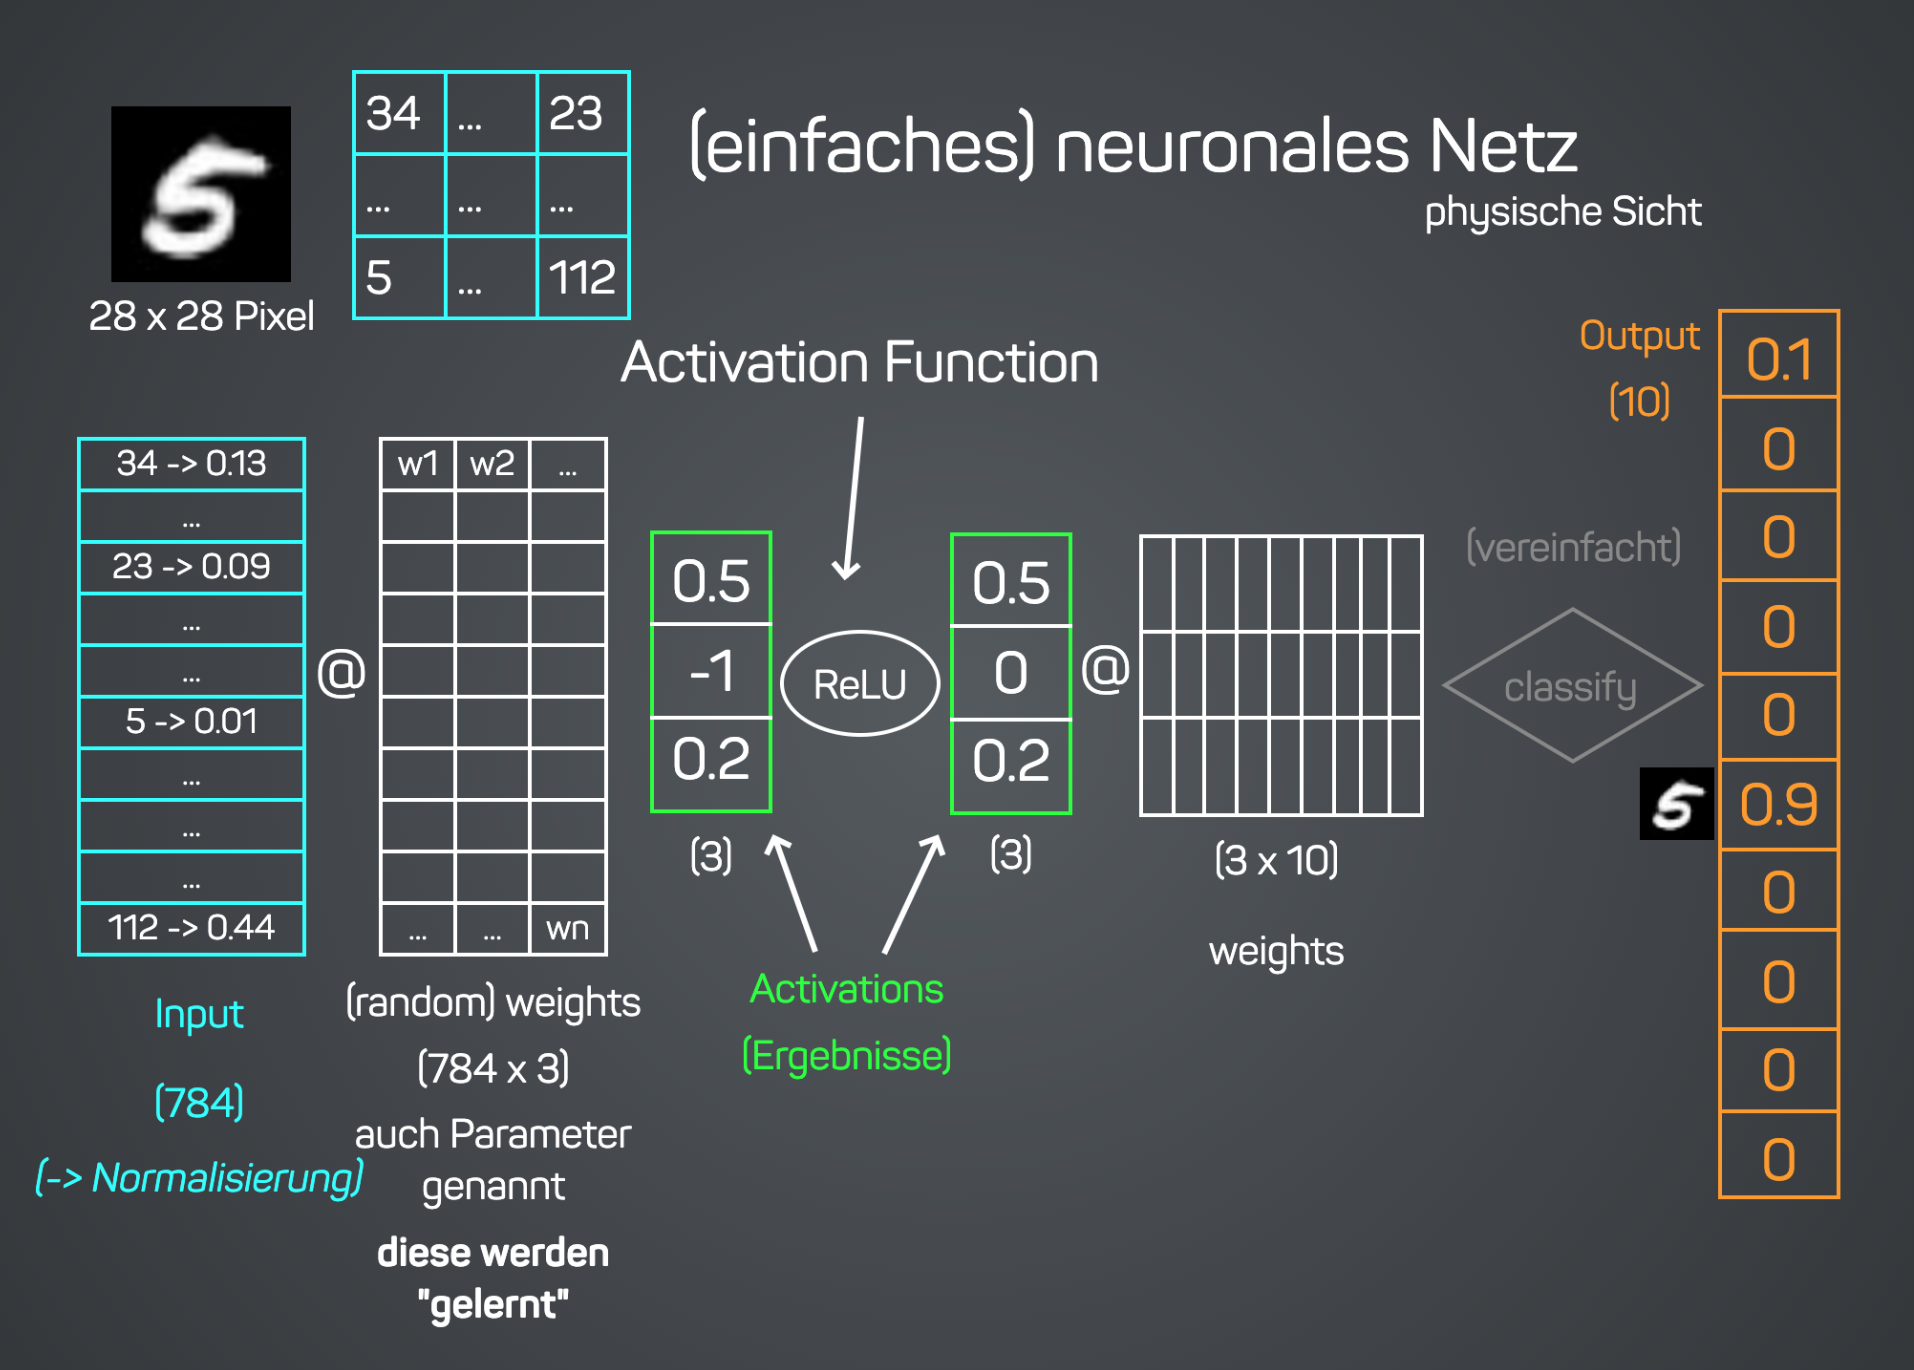 34 ... 23
... ... ...
5 ... 112
28 x 28 Pixel
(einfaches) neuronales Netz
physische Sicht
Activation Function
34 -> 0.13
...
23 -> 0.09
...
...
5 -> 0.01
...
...
...
112 -> 0.44
Input
(784)
(-> Normalisierung)
@
w1 w2 ...
... ... wn
(random) weights
(784 x 3)
auch Parameter
genannt
diese werden
"gelernt"
0.5
-1
0.2
(3)
ReLU
0.5
0
0.2
(3)
Activations
(Ergebnisse)
@
(3 x 10)
weights
(vereinfacht)
classify
Output
(10)
0.1
0
0
0
0
5 0.9
0
0
0
0